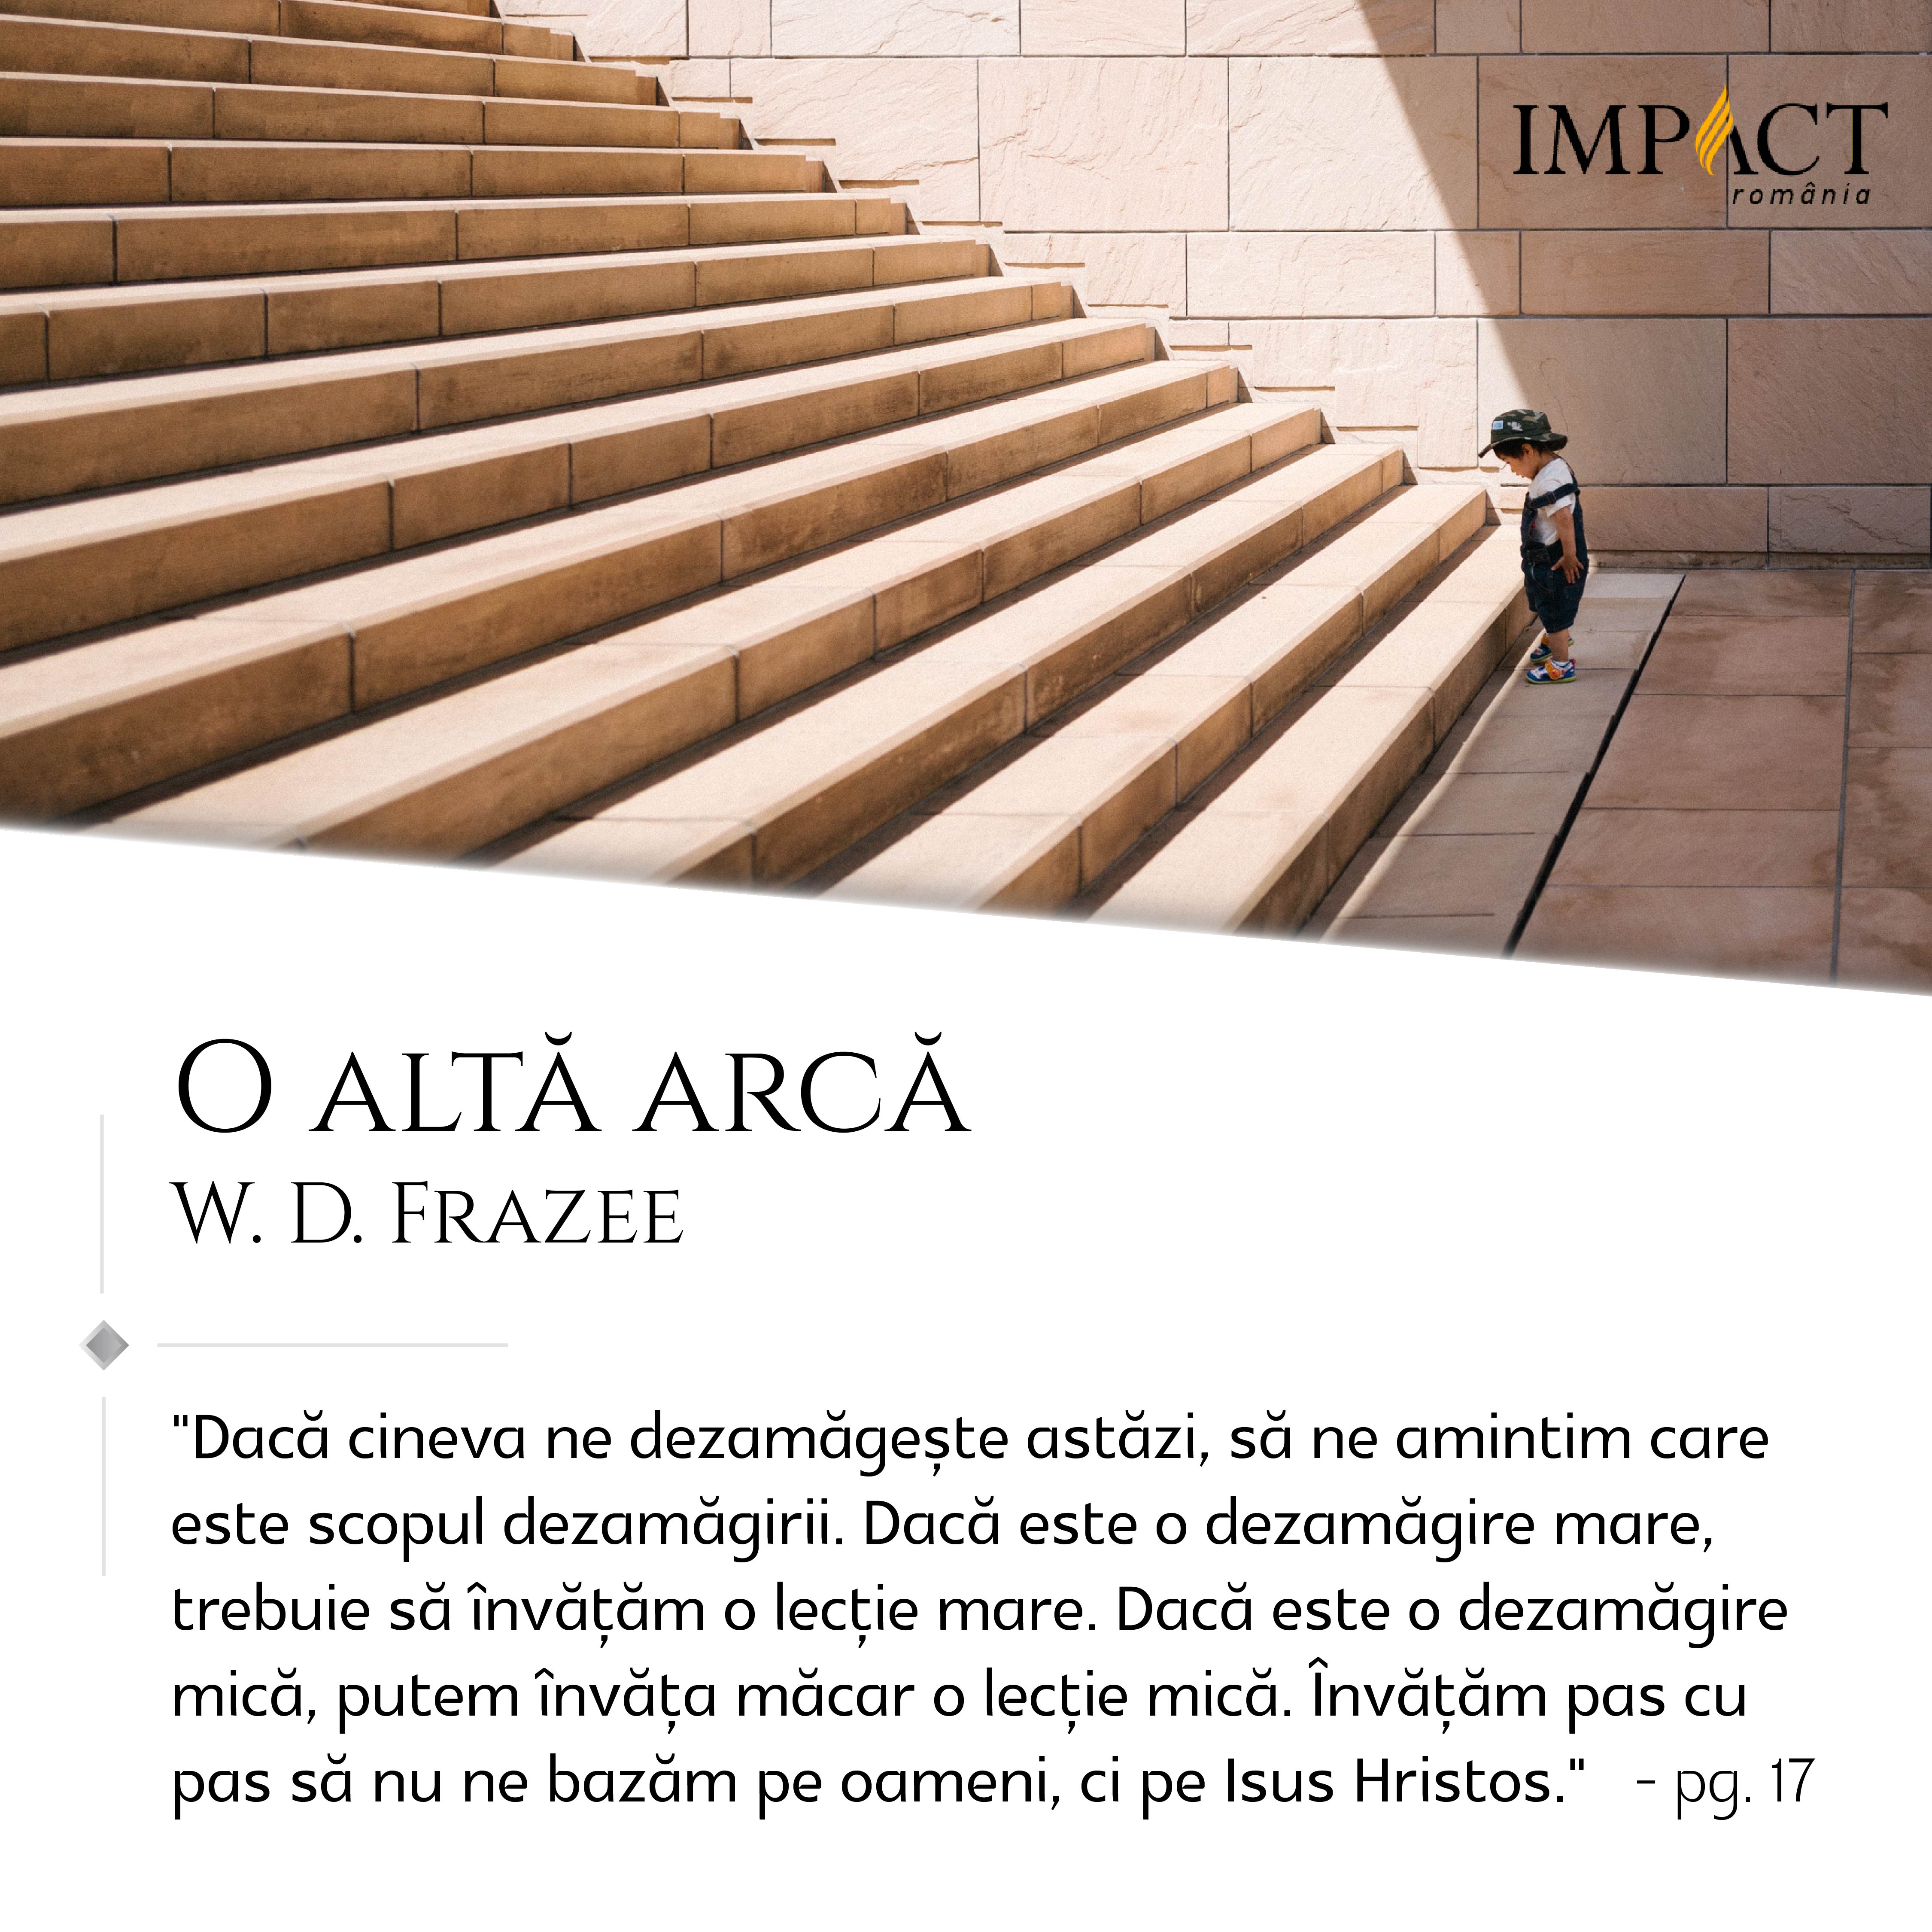 IMPACT
românia
O ALTĂ ARCĂ
W. D. FRAZEE
"Dacă cineva ne dezamăgește astăzi, să ne amintim care
este scopul dezamăgirii. Dacă este o dezamăgire mare,
trebuie să învățăm o lecție mare. Dacă este o dezamăgire
mică, putem învăța măcar o lecție mică. Învățăm pas cu
pas să nu ne bazăm pe oameni, ci pe Isus Hristos." - pg. 17